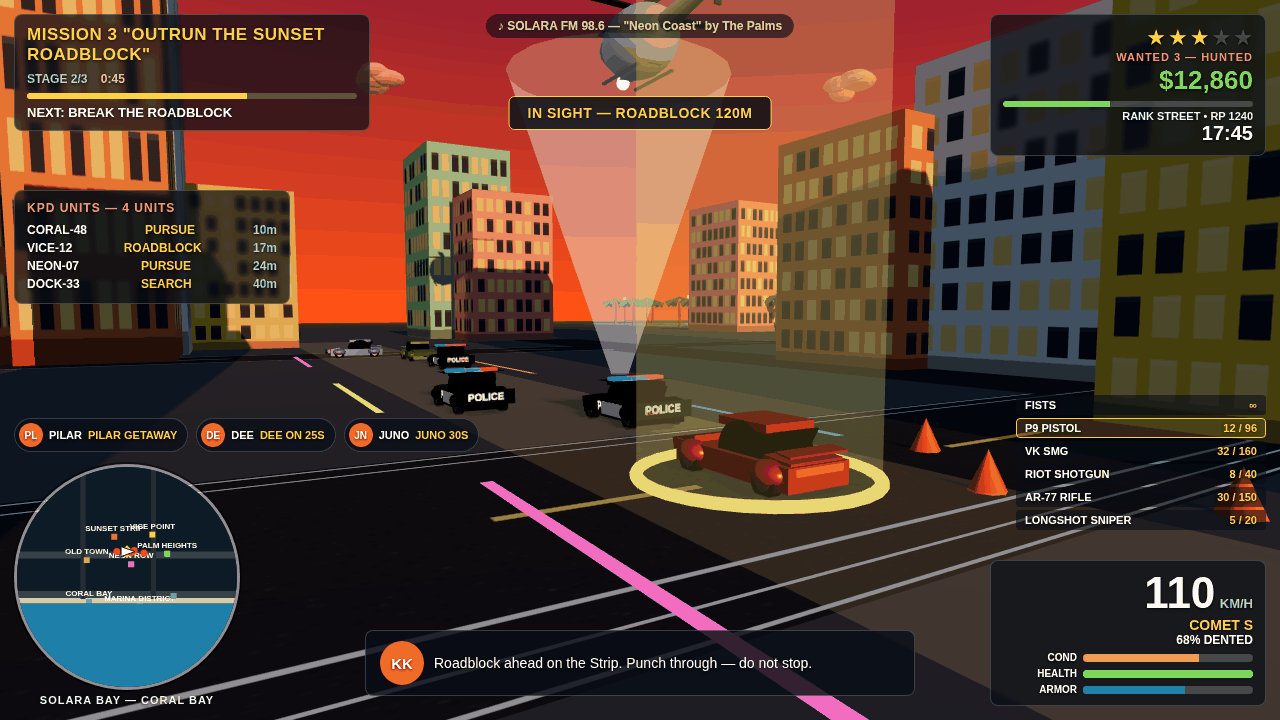 MISSION 3 "OUTRUN THE SUNSET
ROADBLOCK"
STAGE 2/3 0:45
NEXT: BREAK THE ROADBLOCK
♪ SOLARA FM 98.6 — "Neon Coast" by The Palms
IN SIGHT — ROADBLOCK 120M
★★★★★
WANTED 3 — HUNTED
$12,860
RANK STREET • RP 1240
17:45
KPD UNITS — 4 UNITS
CORAL-48 PURSUE 10m
VICE-12 ROADBLOCK 17m
NEON-07 PURSUE 24m
DOCK-33 SEARCH 40m
POLICE
POLICE
POLICE
PL PILAR PILAR GETAWAY
DE DEE DEE ON 25S
JN JUNO JUNO 30S
FISTS ∞
P9 PISTOL 12 / 96
VK SMG 32 / 160
RIOT SHOTGUN 8 / 40
AR-77 RIFLE 30 / 150
LONGSHOT SNIPER 5 / 20
SUNSET STRIP
VICE POINT
PALM HEIGHTS
OLD TOWN
NEON ROW
CORAL BAY
MARINA DISTRICT
SOLARA BAY — CORAL BAY
KK Roadblock ahead on the Strip. Punch through — do not stop.
110 KM/H
COMET S
68% DENTED
COND
HEALTH
ARMOR